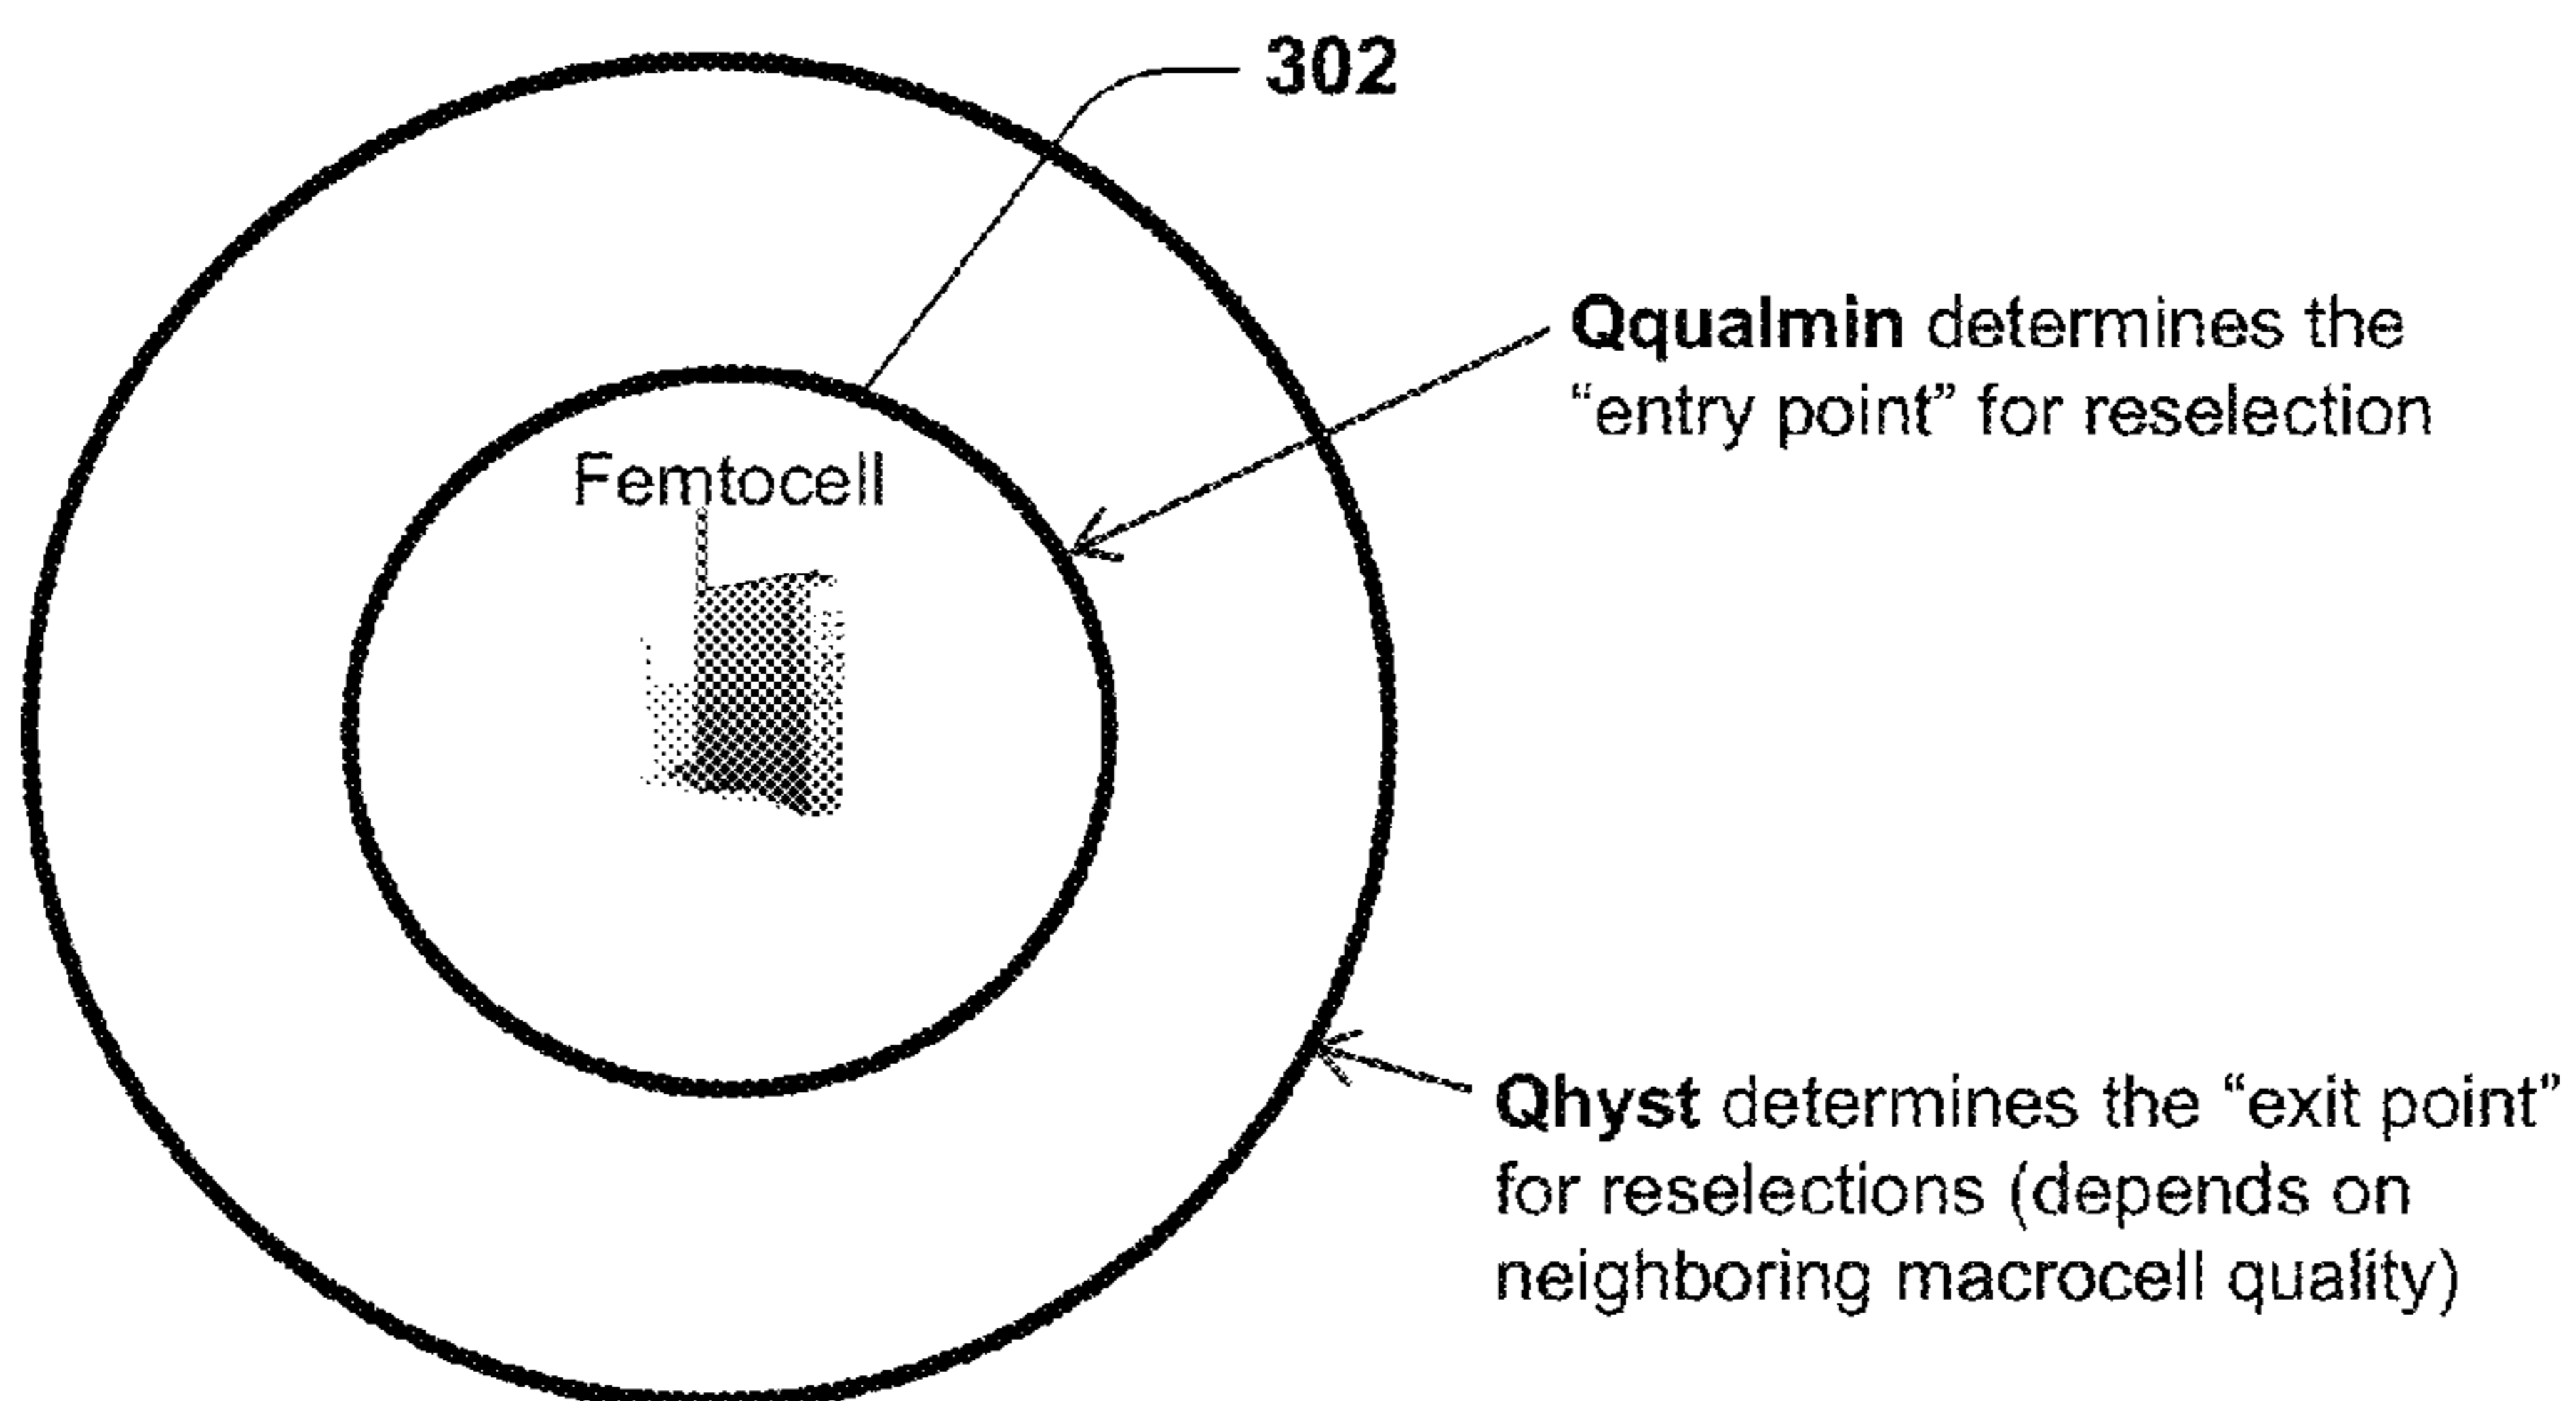 302
Qqualmin determines the
“entry point” for reselection
Femtocell
Qhyst determines the “exit point”
for reselections (depends on
neighboring macrocell quality)